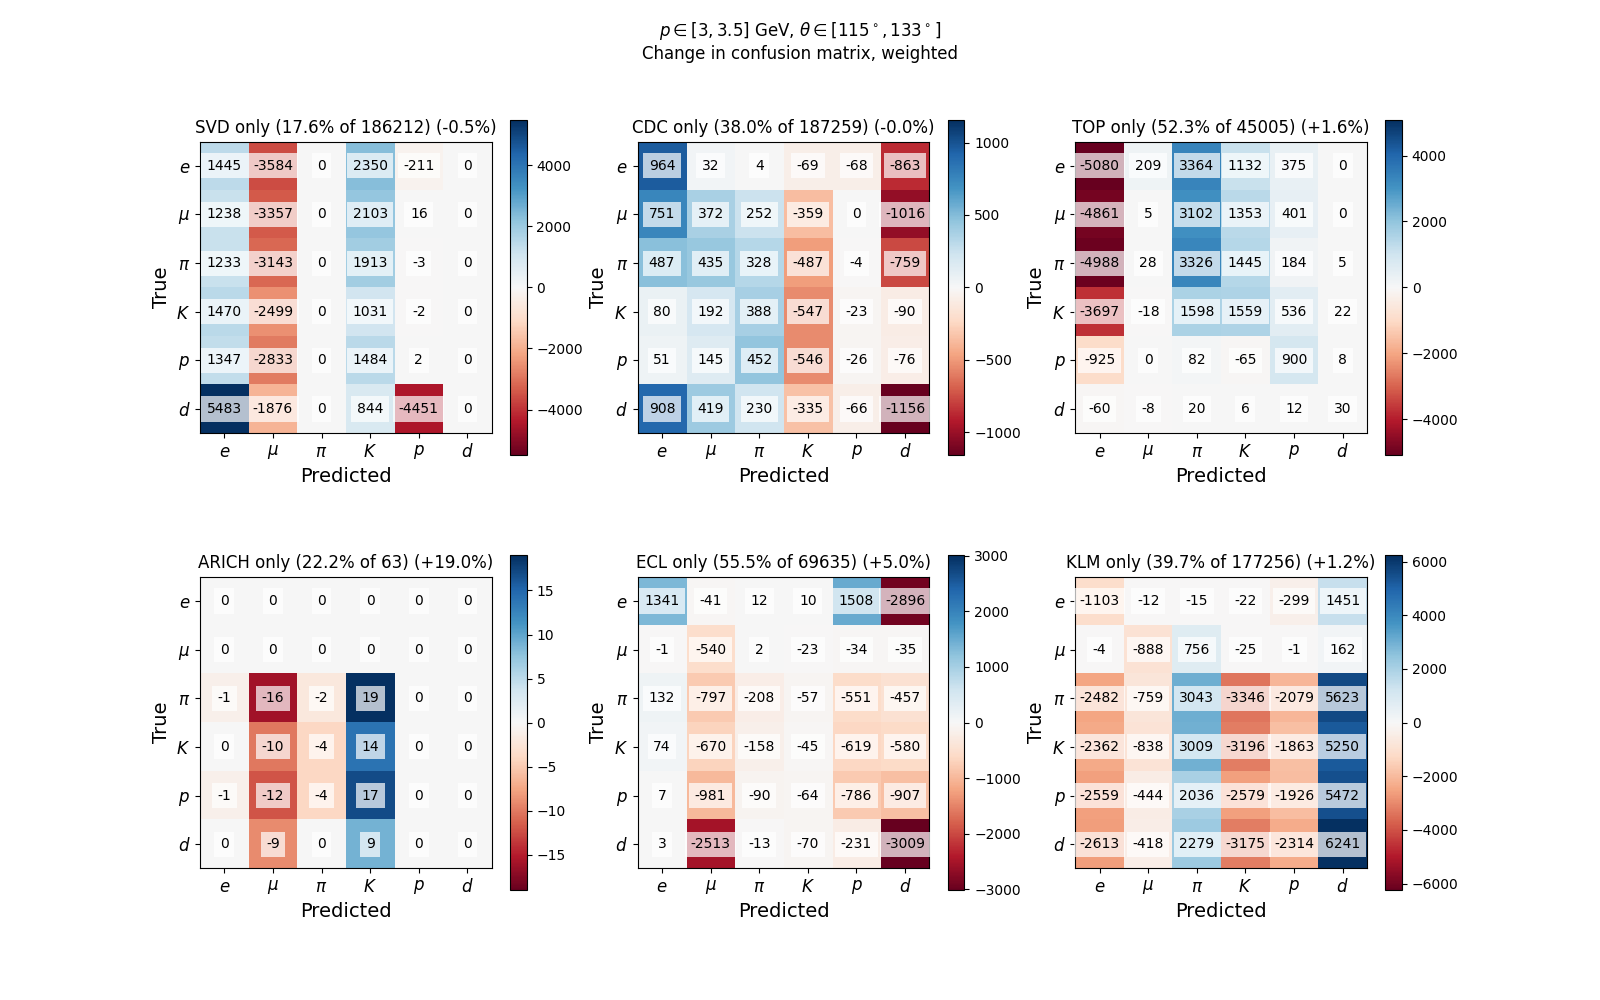 p ∈ [3, 3.5] GeV, θ ∈ [115°, 133°]
Change in confusion matrix, weighted
SVD only (17.6% of 186212) (-0.5%)
e 1445 -3584 0 2350 -211 0
μ 1238 -3357 0 2103 16 0
π 1233 -3143 0 1913 -3 0
K 1470 -2499 0 1031 -2 0
p 1347 -2833 0 1484 2 0
d 5483 -1876 0 844 -4451 0
e μ π K p d
Predicted
True
4000
2000
0
−2000
−4000
CDC only (38.0% of 187259) (-0.0%)
e 964 32 4 -69 -68 -863
μ 751 372 252 -359 0 -1016
π 487 435 328 -487 -4 -759
K 80 192 388 -547 -23 -90
p 51 145 452 -546 -26 -76
d 908 419 230 -335 -66 -1156
e μ π K p d
Predicted
True
1000
500
0
−500
−1000
TOP only (52.3% of 45005) (+1.6%)
e -5080 209 3364 1132 375 0
μ -4861 5 3102 1353 401 0
π -4988 28 3326 1445 184 5
K -3697 -18 1598 1559 536 22
p -925 0 82 -65 900 8
d -60 -8 20 6 12 30
e μ π K p d
Predicted
True
4000
2000
0
−2000
−4000
ARICH only (22.2% of 63) (+19.0%)
e 0 0 0 0 0 0
μ 0 0 0 0 0 0
π -1 -16 -2 19 0 0
K 0 -10 -4 14 0 0
p -1 -12 -4 17 0 0
d 0 -9 0 9 0 0
e μ π K p d
Predicted
True
15
10
5
0
−5
−10
−15
ECL only (55.5% of 69635) (+5.0%)
e 1341 -41 12 10 1508 -2896
μ -1 -540 2 -23 -34 -35
π 132 -797 -208 -57 -551 -457
K 74 -670 -158 -45 -619 -580
p 7 -981 -90 -64 -786 -907
d 3 -2513 -13 -70 -231 -3009
e μ π K p d
Predicted
True
3000
2000
1000
0
−1000
−2000
−3000
KLM only (39.7% of 177256) (+1.2%)
e -1103 -12 -15 -22 -299 1451
μ -4 -888 756 -25 -1 162
π -2482 -759 3043 -3346 -2079 5623
K -2362 -838 3009 -3196 -1863 5250
p -2559 -444 2036 -2579 -1926 5472
d -2613 -418 2279 -3175 -2314 6241
e μ π K p d
Predicted
True
6000
4000
2000
0
−2000
−4000
−6000